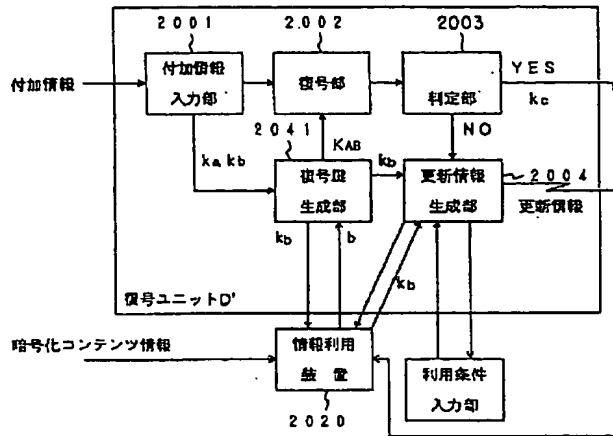 2001
2.002
2003
付加情報
付加情報
入力部
復号部
判定部
YES
kc
2041
KAB
NO
ka,kb
kb
復号鍵
生成部
更新情報
生成部
2004
更新情報
kb
b
kb
復号ユニットD'
暗号化コンテンツ情報
情報利用
装置
利用条件
入力部
2020